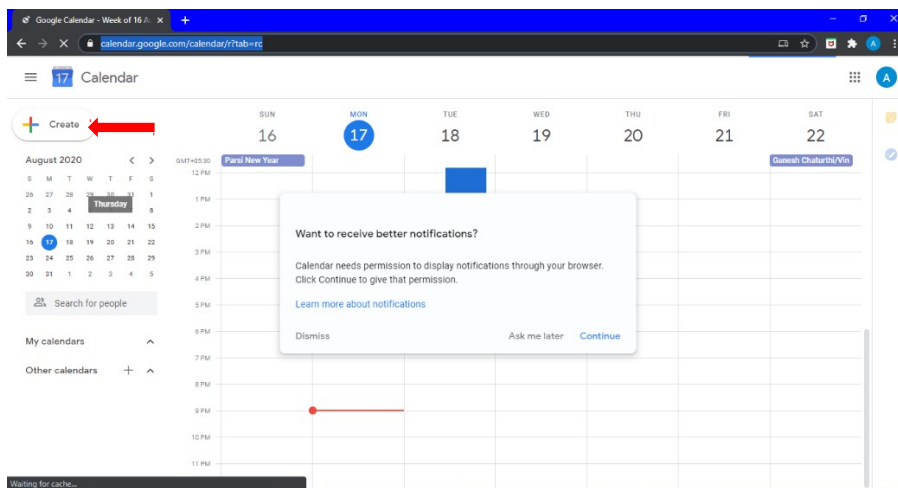 Google Calendar - Week of 16 A
calendar.google.com/calendar/r?tab=rc
A
17 Calendar
A
Create
SUN MON TUE WED THU FRI SAT
16 17 18 19 20 21 22
August 2020
GMT+05:30 Parsi New Year Ganesh Chaturthi/Vin
S M T W T F S
26 27 28 29 30 31 1
2 3 4 8
Thursday
9 10 11 12 13 14 15
16 17 18 19 20 21 22
23 24 25 26 27 28 29
30 31 1 2 3 4 5
Search for people
My calendars
Other calendars
12 PM
1 PM
2 PM
3 PM
4 PM
5 PM
6 PM
7 PM
8 PM
9 PM
10 PM
11 PM
Want to receive better notifications?
Calendar needs permission to display notifications through your browser.
Click Continue to give that permission.
Learn more about notifications
Dismiss Ask me later Continue
Waiting for cache...